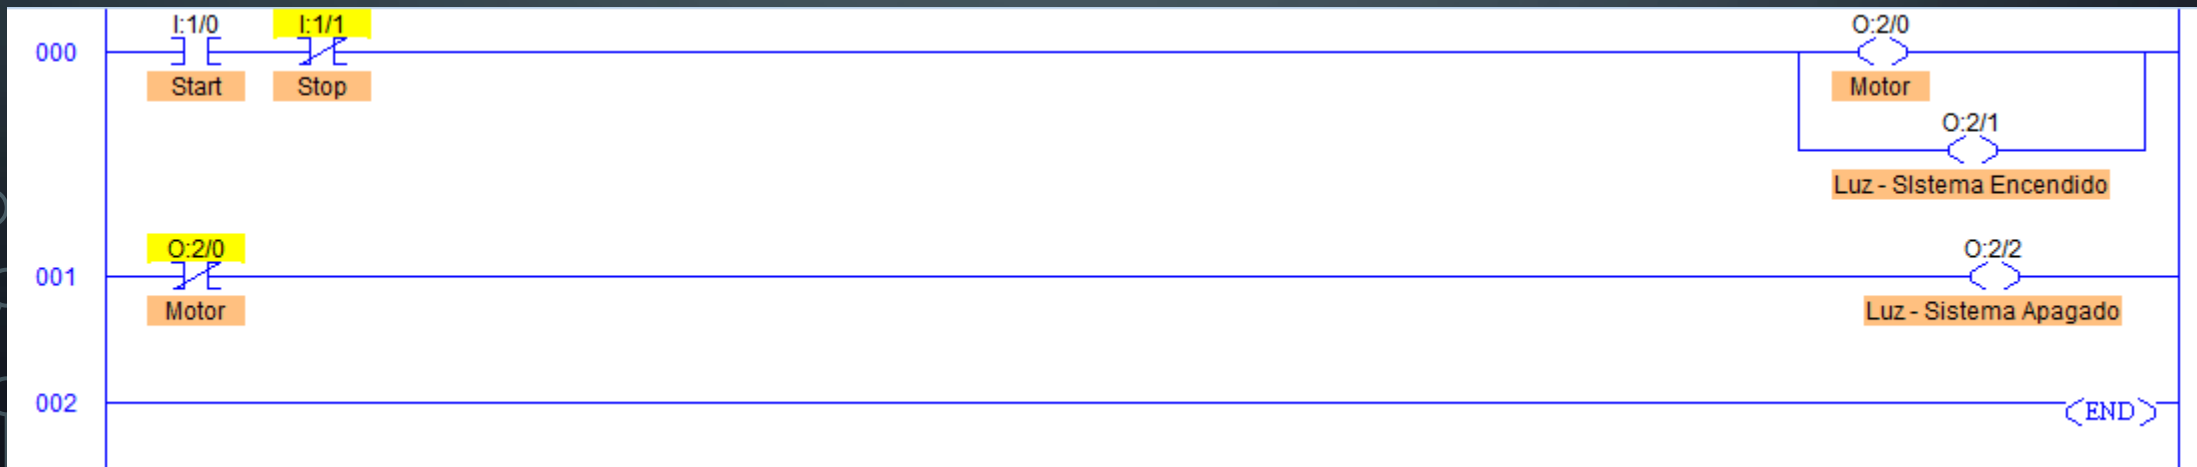 I:1/0 I:1/1 O:2/0
000
Start Stop Motor
O:2/1
Luz - SIstema Encendido
O:2/0 O:2/2
001
Motor Luz - Sistema Apagado
002 END